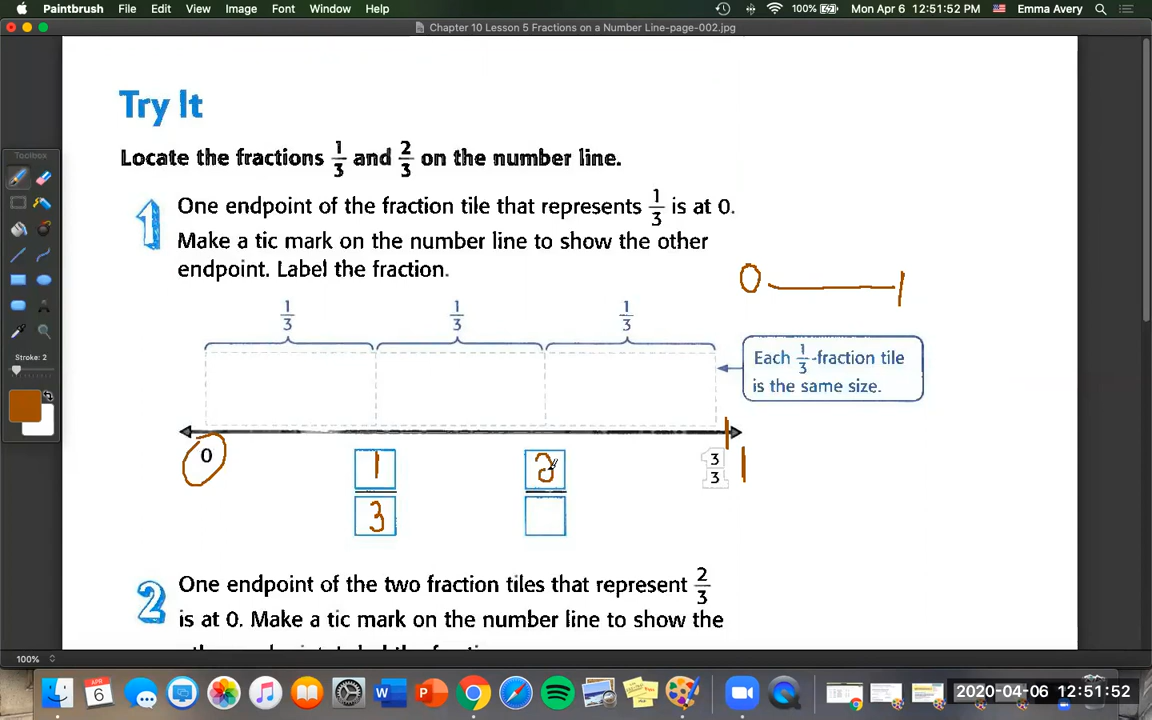 Paintbrush File Edit View Image Font Window Help 100% Mon Apr 6 12:51:52 PM Emma Avery
Chapter 10 Lesson 5 Fractions on a Number Line-page-002.jpg
Toolbox
Stroke: 2
Try It
Locate the fractions 1/3 and 2/3 on the number line.
1 One endpoint of the fraction tile that represents 1/3 is at 0.
Make a tic mark on the number line to show the other
endpoint. Label the fraction.
0 1
1/3 1/3 1/3
Each 1/3-fraction tile
is the same size.
0 1/3 2 3/3 1
2 One endpoint of the two fraction tiles that represent 2/3
is at 0. Make a tic mark on the number line to show the
100%
APR
6
W P
2020-04-06 12:51:52